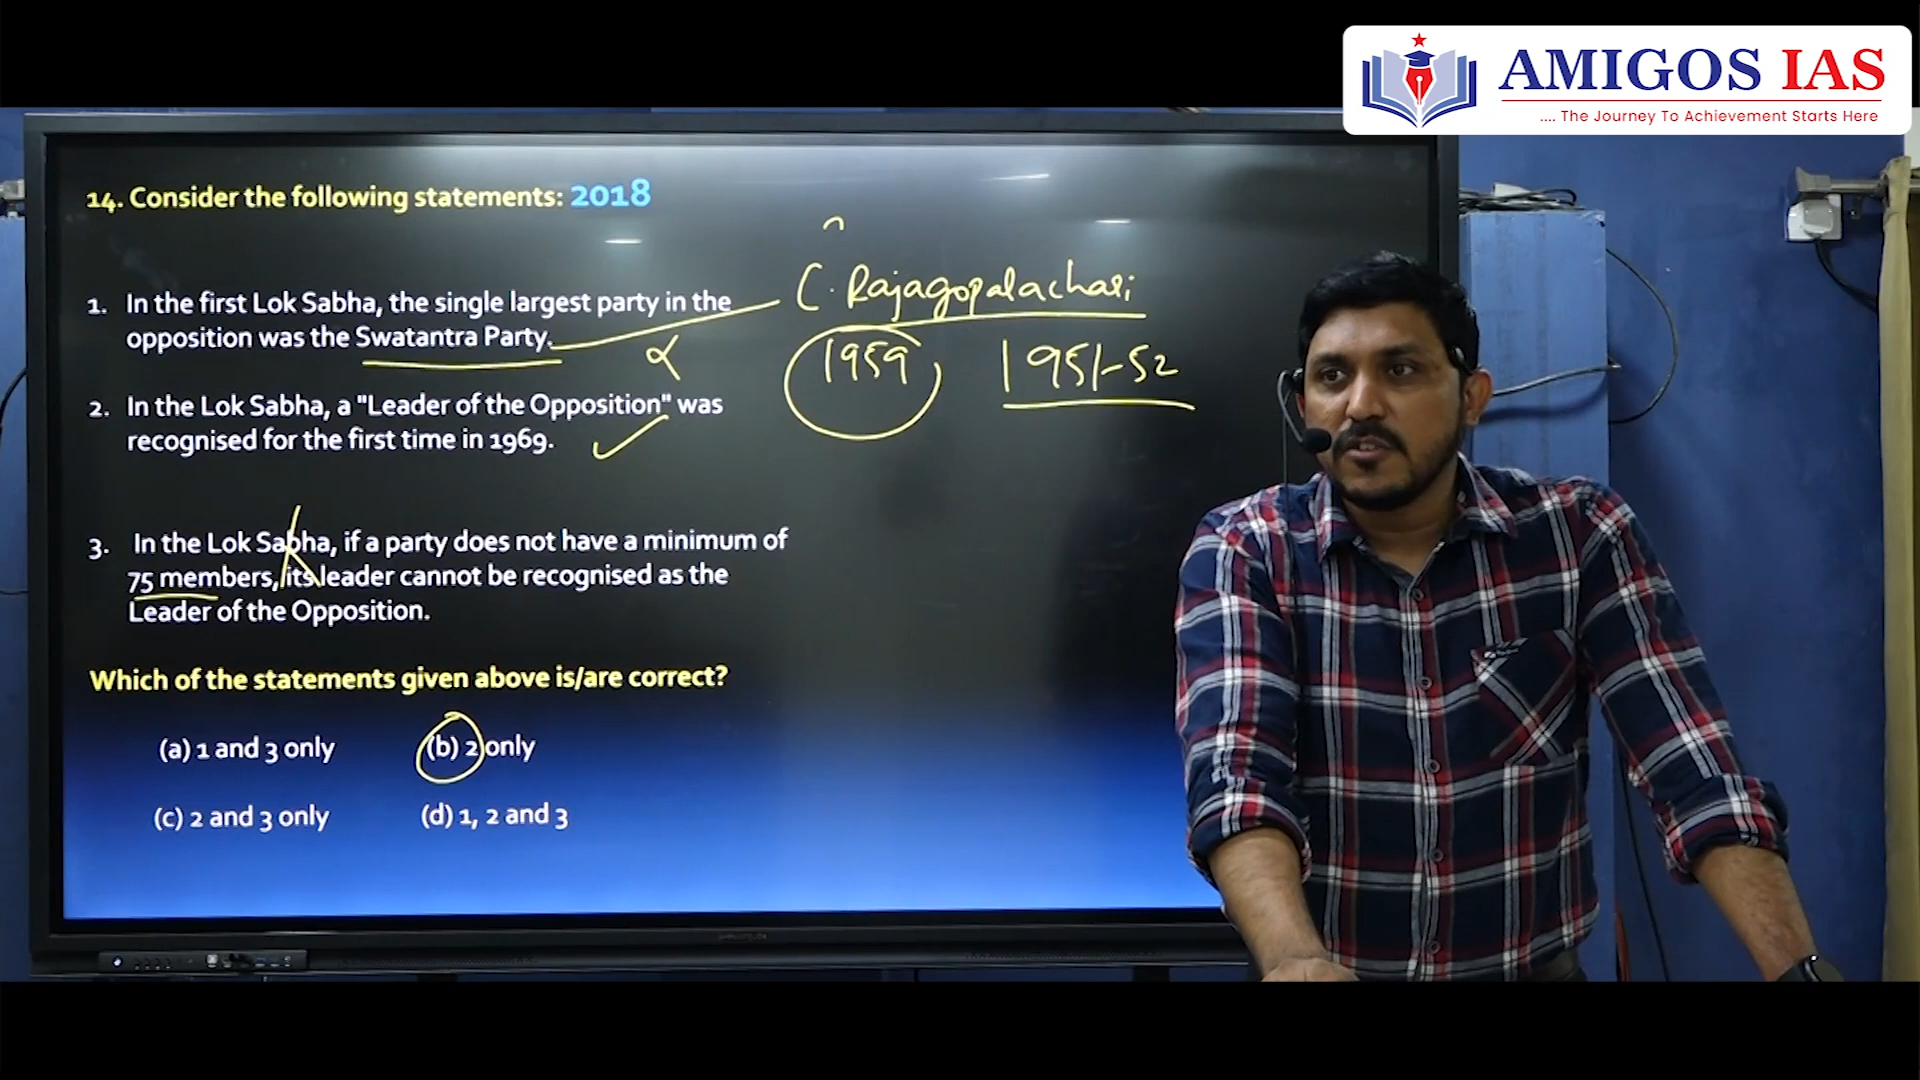 AMIGOS IAS
.... The Journey To Achievement Starts Here
14. Consider the following statements: 2018
1. In the first Lok Sabha, the single largest party in the
opposition was the Swatantra Party.
C. Rajagopalachari
1959 1951-52
2. In the Lok Sabha, a "Leader of the Opposition" was
recognised for the first time in 1969.
3. In the Lok Sabha, if a party does not have a minimum of
75 members, its leader cannot be recognised as the
Leader of the Opposition.
Which of the statements given above is/are correct?
(a) 1 and 3 only (b) 2 only
(c) 2 and 3 only (d) 1, 2 and 3